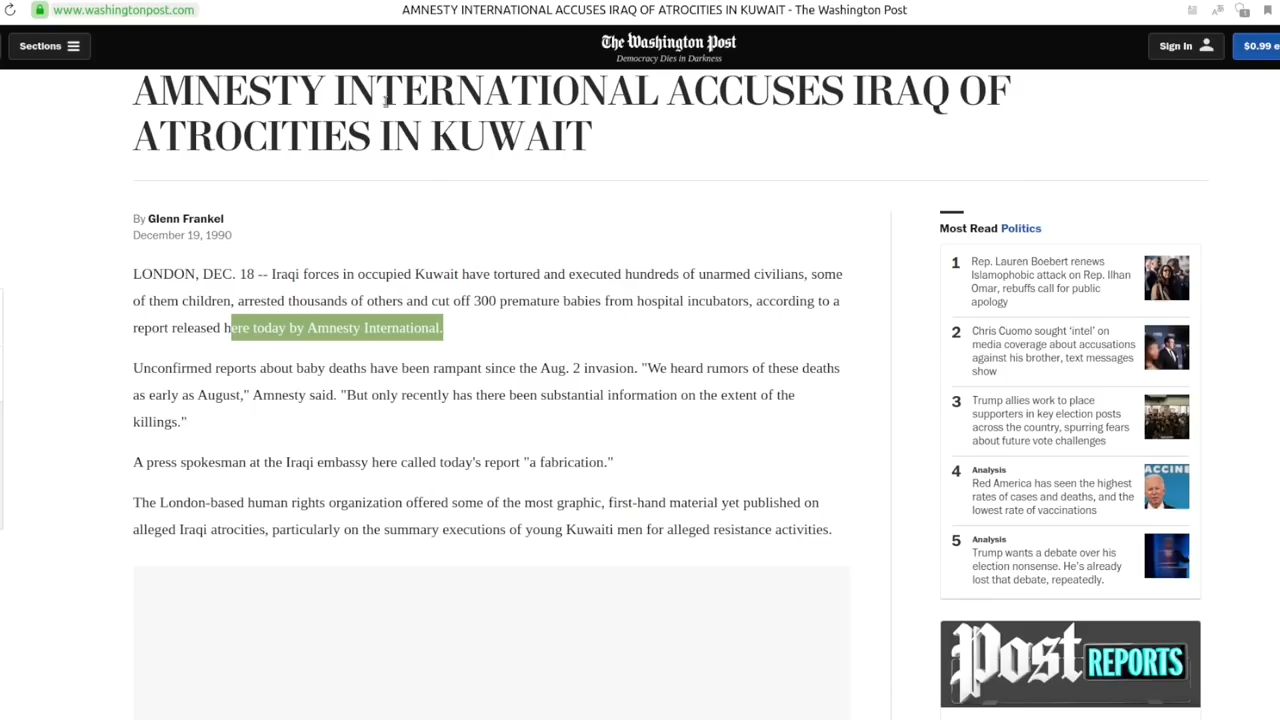 www.washingtonpost.com
AMNESTY INTERNATIONAL ACCUSES IRAQ OF ATROCITIES IN KUWAIT - The Washington Post
Sections
The Washington Post
Democracy Dies in Darkness
Sign In
$0.99 e
AMNESTY INTERNATIONAL ACCUSES IRAQ OF
ATROCITIES IN KUWAIT
By Glenn Frankel
December 19, 1990
LONDON, DEC. 18 -- Iraqi forces in occupied Kuwait have tortured and executed hundreds of unarmed civilians, some
of them children, arrested thousands of others and cut off 300 premature babies from hospital incubators, according to a
report released here today by Amnesty International.
Unconfirmed reports about baby deaths have been rampant since the Aug. 2 invasion. "We heard rumors of these deaths
as early as August," Amnesty said. "But only recently has there been substantial information on the extent of the
killings."
A press spokesman at the Iraqi embassy here called today's report "a fabrication."
The London-based human rights organization offered some of the most graphic, first-hand material yet published on
alleged Iraqi atrocities, particularly on the summary executions of young Kuwaiti men for alleged resistance activities.
Most Read Politics
1
Rep. Lauren Boebert renews
Islamophobic attack on Rep. Ilhan
Omar, rebuffs call for public
apology
2
Chris Cuomo sought ‘intel’ on
media coverage about accusations
against his brother, text messages
show
3
Trump allies work to place
supporters in key election posts
across the country, spurring fears
about future vote challenges
4
Analysis
Red America has seen the highest
rates of cases and deaths, and the
lowest rate of vaccinations
ACCINE
5
Analysis
Trump wants a debate over his
election nonsense. He’s already
lost that debate, repeatedly.
Post REPORTS